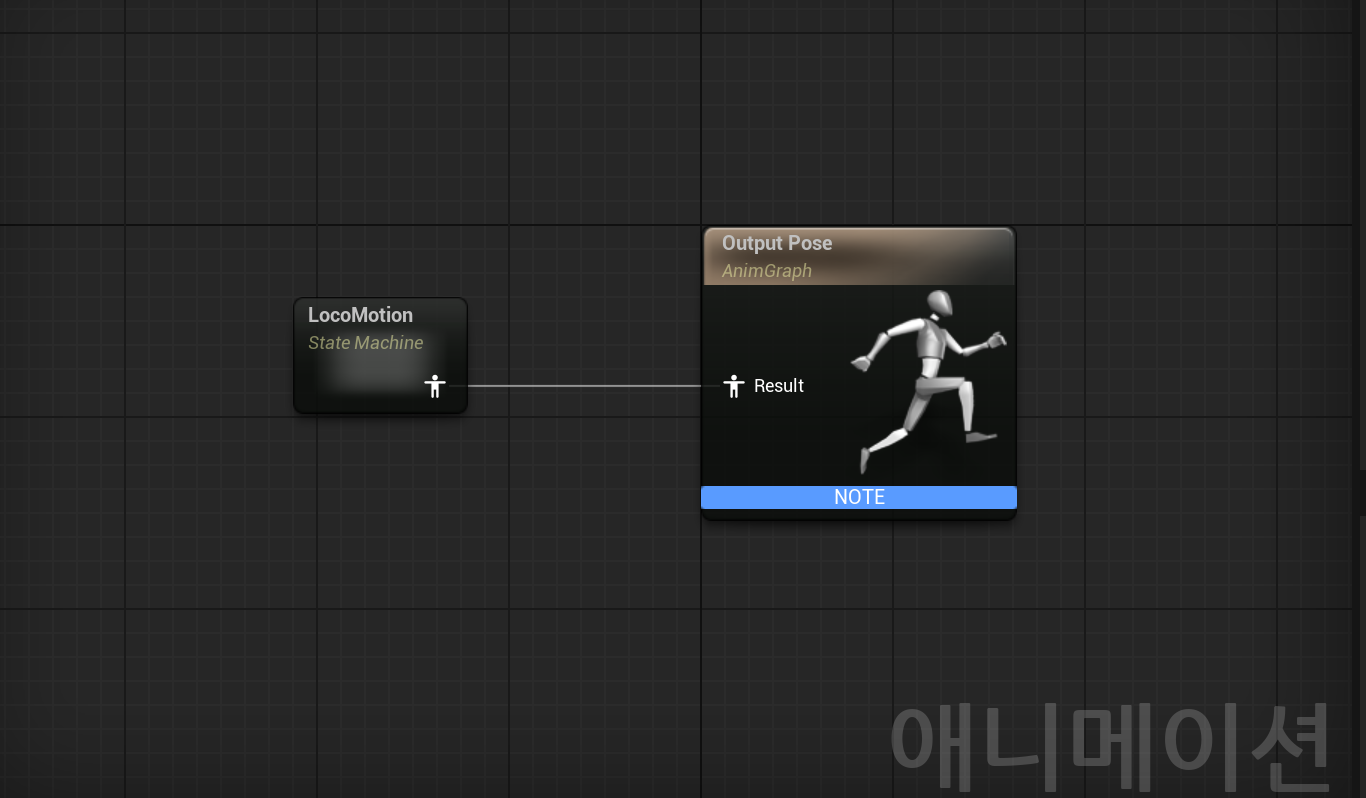 Output Pose
AnimGraph
LocoMotion
State Machine
Result
NOTE
애니메이션